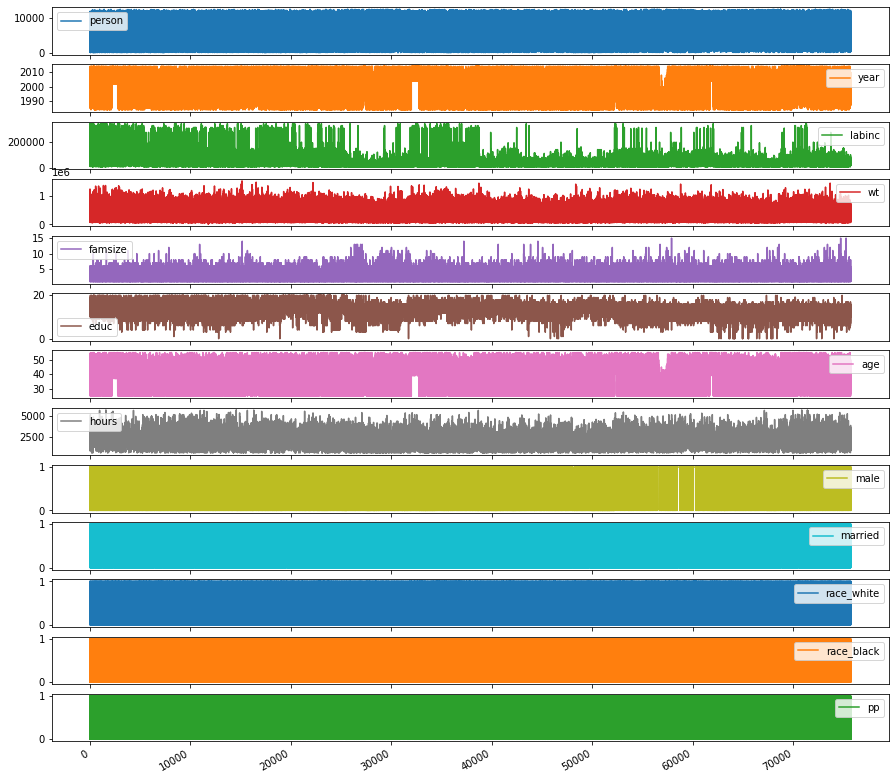 10000
0
person
2010
2000
1990
year
200000
0
labinc
1e6
1
0
wt
15
10
5
famsize
20
0
educ
50
40
30
age
5000
2500
hours
1
0
male
1
0
married
1
0
race_white
1
0
race_black
1
0
pp
0
10000
20000
30000
40000
50000
60000
70000